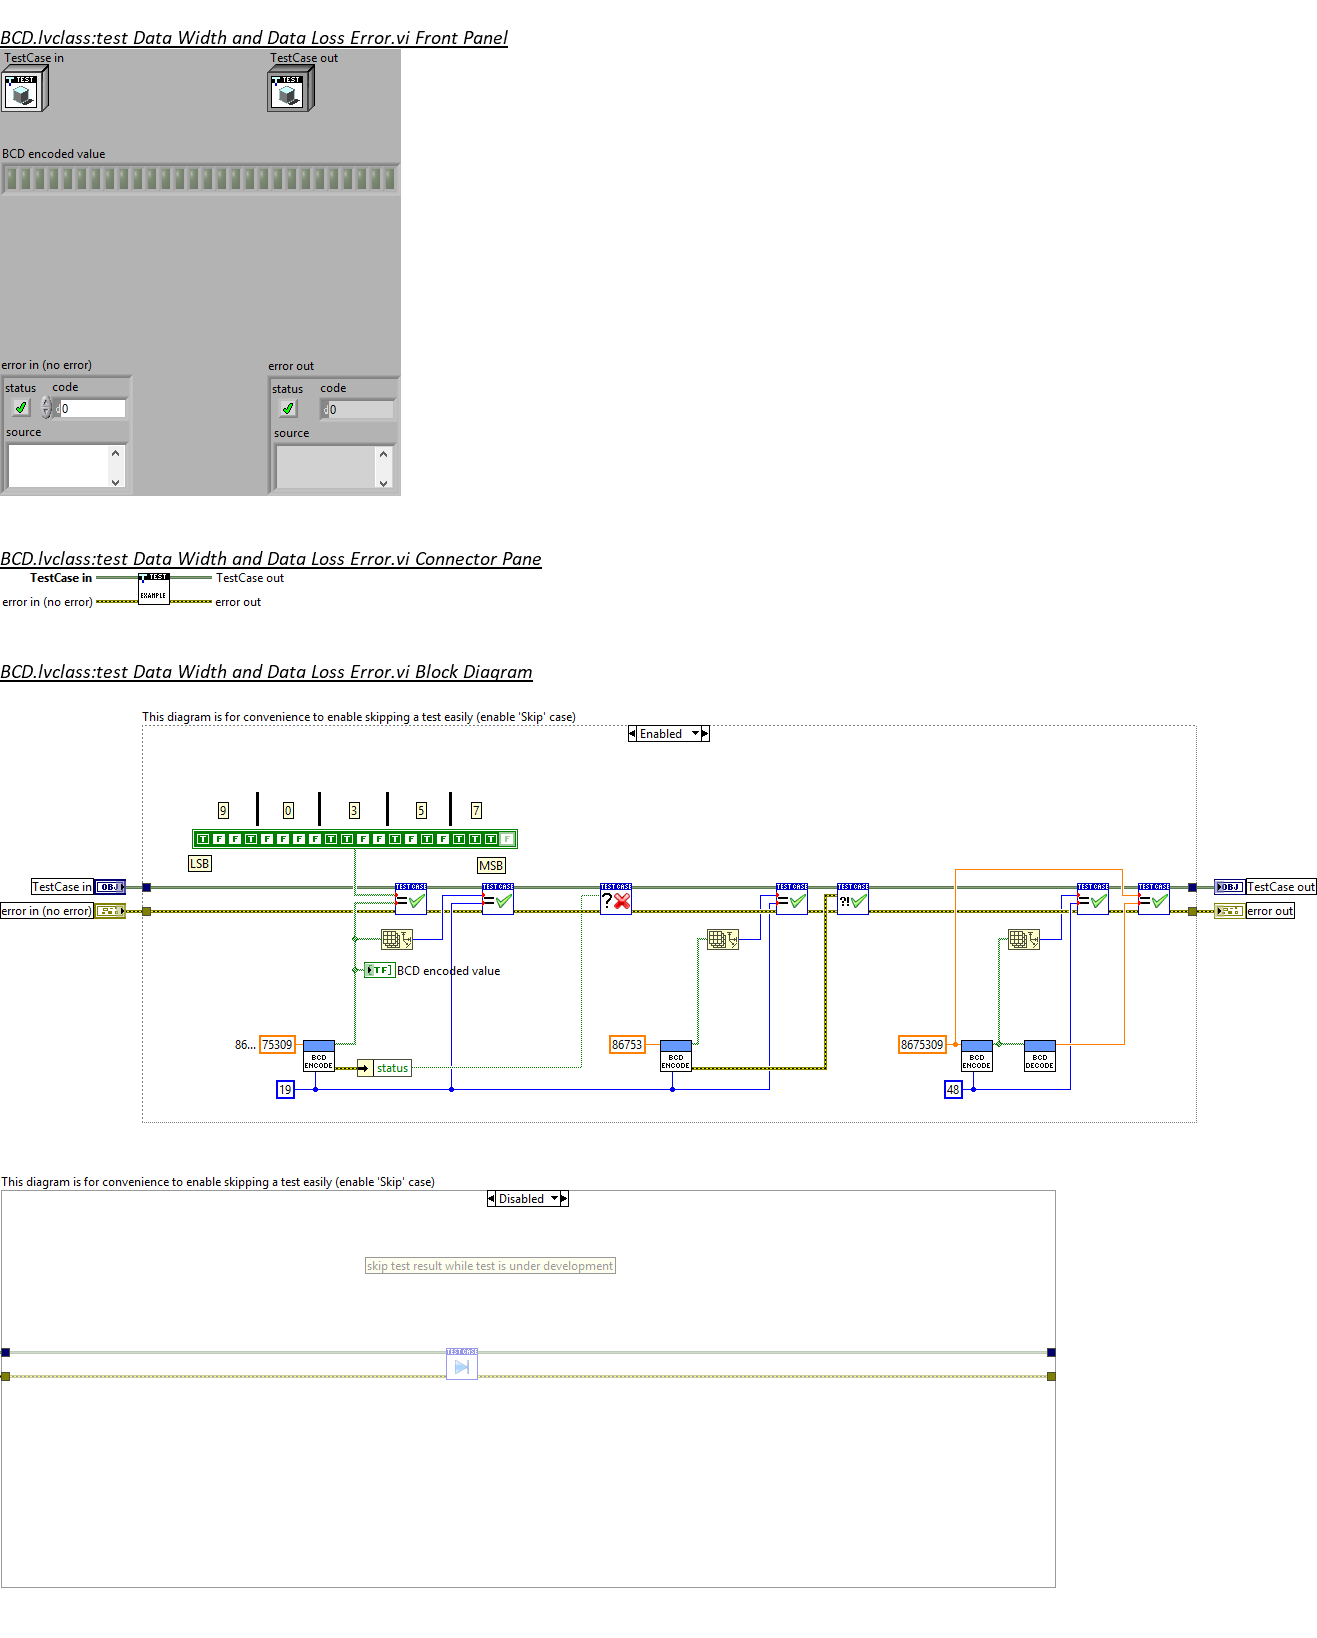 BCD.lvclass:test Data Width and Data Loss Error.vi Front Panel
TestCase in TestCase out
TEST TEST
BCD encoded value
error in (no error) error out
status code status code
0 0
source source
BCD.lvclass:test Data Width and Data Loss Error.vi Connector Pane
TestCase in TEST TestCase out
error in (no error) EXAMPLE error out
BCD.lvclass:test Data Width and Data Loss Error.vi Block Diagram
This diagram is for convenience to enable skipping a test easily (enable 'Skip' case)
Enabled
9 0 3 5 7
T F F T F F F F T T F F T F T F T T T F
LSB MSB
TestCase in OBJ TEST CASE TEST CASE TEST CASE TEST CASE TEST CASE TEST CASE TEST CASE OBJ TestCase out
error in (no error) = = ? = ?! = = error out
TF BCD encoded value
86... 75309 BCD ENCODE 86753 BCD ENCODE 8675309 BCD ENCODE BCD DECODE
status
19 48
This diagram is for convenience to enable skipping a test easily (enable 'Skip' case)
Disabled
skip test result while test is under development
TEST CASE